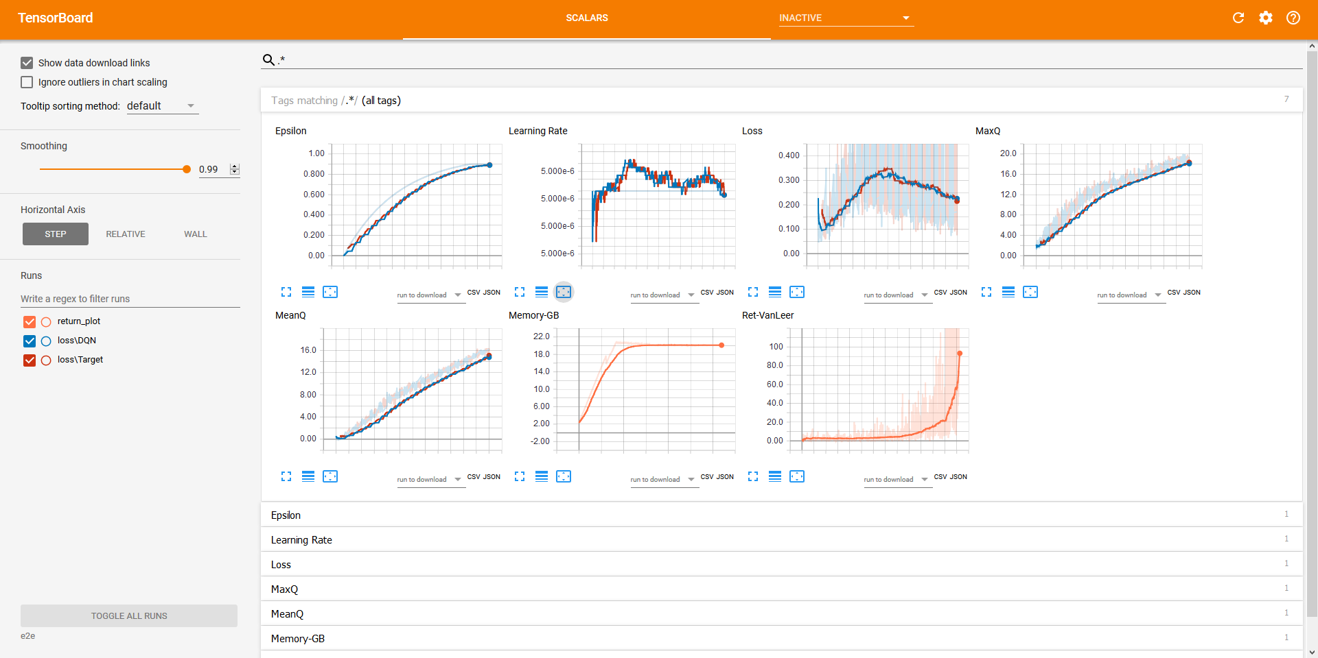 TensorBoard
SCALARS
INACTIVE
Show data download links
Ignore outliers in chart scaling
Tooltip sorting method: default
Smoothing
0.99
Horizontal Axis
STEP RELATIVE WALL
Runs
Write a regex to filter runs
return_plot
loss\DQN
loss\Target
TOGGLE ALL RUNS
e2e
.*
Tags matching /.*/ (all tags) 7
Epsilon
1.00
0.800
0.600
0.400
0.200
0.00
run to download CSV JSON
Learning Rate
5.000e-6
5.000e-6
5.000e-6
5.000e-6
run to download CSV JSON
Loss
0.400
0.300
0.200
0.100
0.00
run to download CSV JSON
MaxQ
20.0
16.0
12.0
8.00
4.00
0.00
run to download CSV JSON
MeanQ
16.0
12.0
8.00
4.00
0.00
run to download CSV JSON
Memory-GB
22.0
18.0
14.0
10.0
6.00
2.00
-2.00
run to download CSV JSON
Ret-VanLeer
100
80.0
60.0
40.0
20.0
0.00
run to download CSV JSON
Epsilon 1
Learning Rate 1
Loss 1
MaxQ 1
MeanQ 1
Memory-GB 1